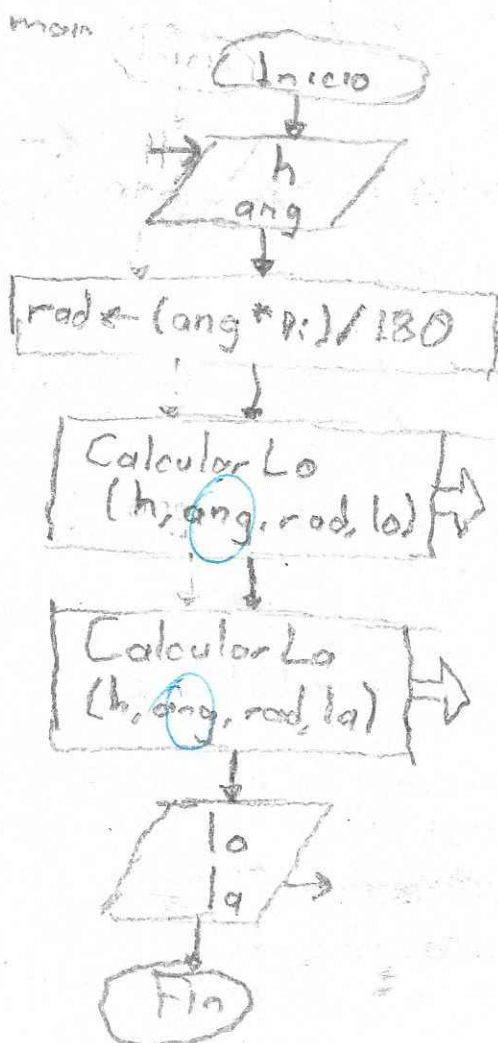 main
Inicio
h
ang
rad ← (ang * Pi) / 180
Calcular Lo
(h, ang, rad, lo)
Calcular La
(h, ang, rad, la)
lo
la
Fin